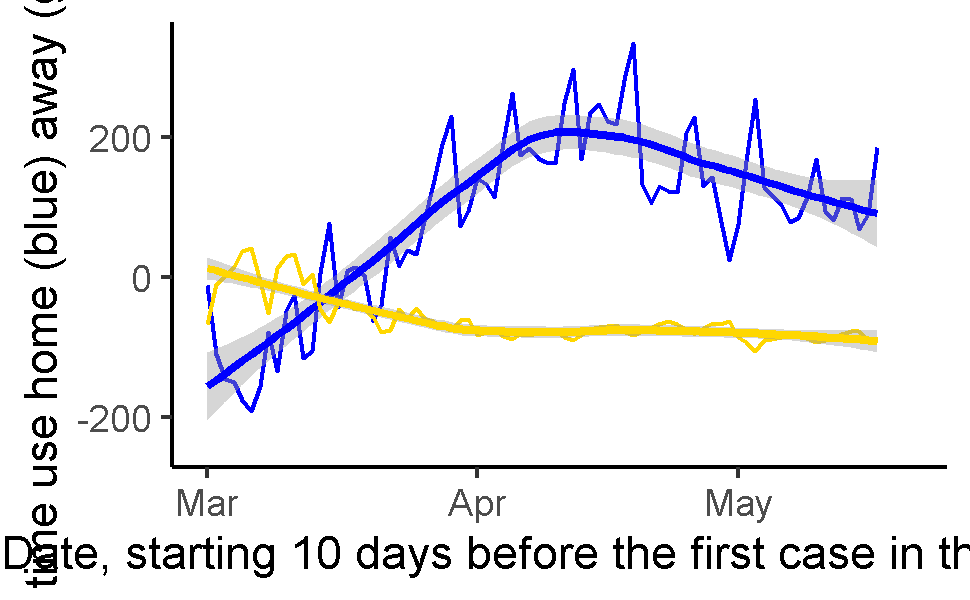 time use home (blue) away (
200
0
-200
Mar Apr May
Date, starting 10 days before the first case in th